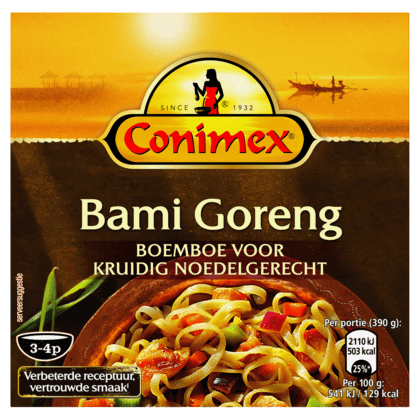 SINCE ® 1932
Conimex®
Bami Goreng
BOEMBOE VOOR
KRUIDIG NOEDELGERECHT
serveersuggestie
Per portie (390 g):
2110 kJ
503 kcal
25%*
Per 100 g:
541 kJ / 129 kcal
3-4p
Verbeterde receptuur,
vertrouwde smaak!